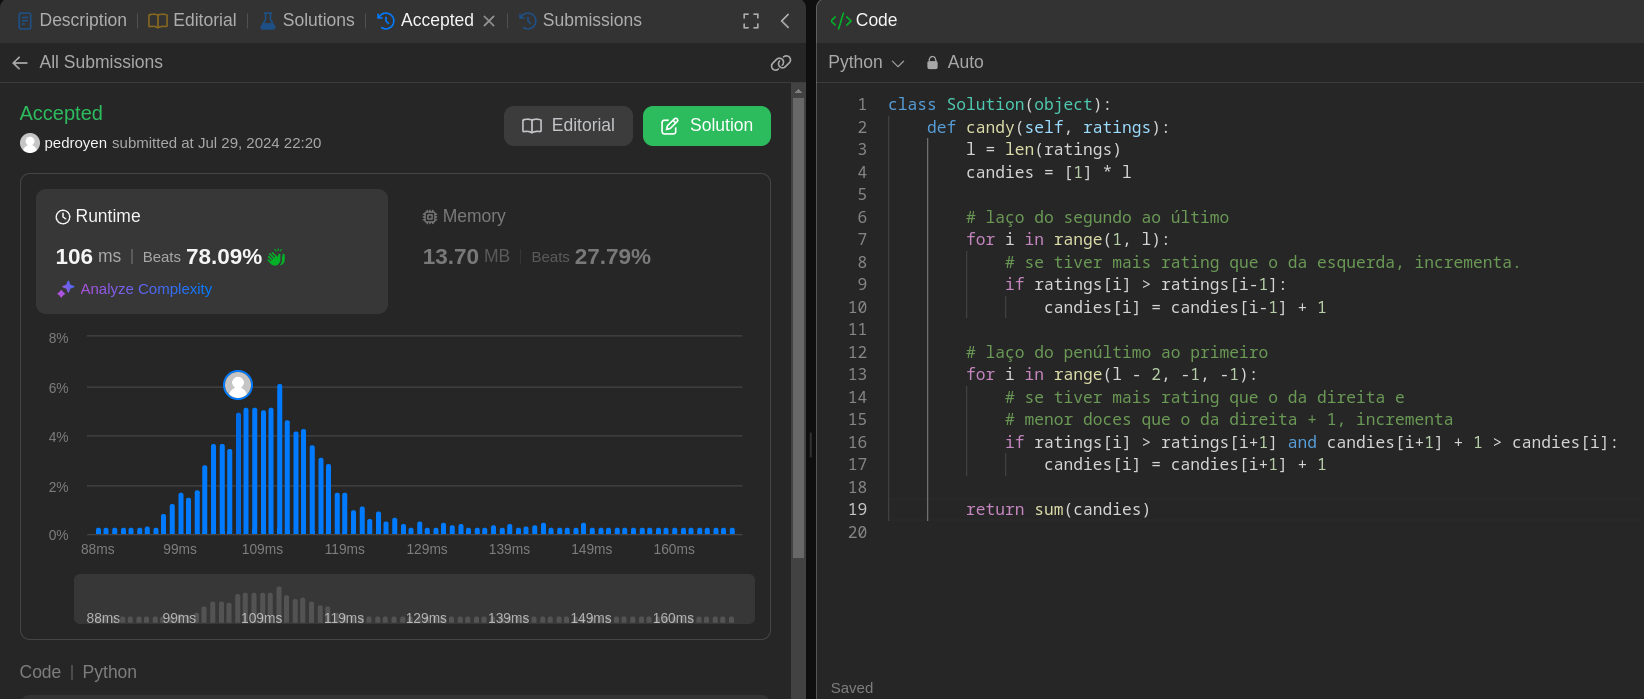 Description | Editorial | Solutions | Accepted | Submissions
All Submissions
Accepted
pedroyen submitted at Jul 29, 2024 22:20
Editorial
Solution
Runtime
106 ms | Beats 78.09%
Analyze Complexity
Memory
13.70 MB | Beats 27.79%
8%
6%
4%
2%
0%
88ms 99ms 109ms 119ms 129ms 139ms 149ms 160ms
88ms 99ms 109ms 119ms 129ms 139ms 149ms 160ms
Code | Python
</> Code
Python Auto
1 class Solution(object):
2     def candy(self, ratings):
3         l = len(ratings)
4         candies = [1] * l
5
6         # laço do segundo ao último
7         for i in range(1, l):
8             # se tiver mais rating que o da esquerda, incrementa.
9             if ratings[i] > ratings[i-1]:
10                 candies[i] = candies[i-1] + 1
11
12         # laço do penúltimo ao primeiro
13         for i in range(l - 2, -1, -1):
14             # se tiver mais rating que o da direita e
15             # menor doces que o da direita + 1, incrementa
16             if ratings[i] > ratings[i+1] and candies[i+1] + 1 > candies[i]:
17                 candies[i] = candies[i+1] + 1
18
19         return sum(candies)
20
Saved